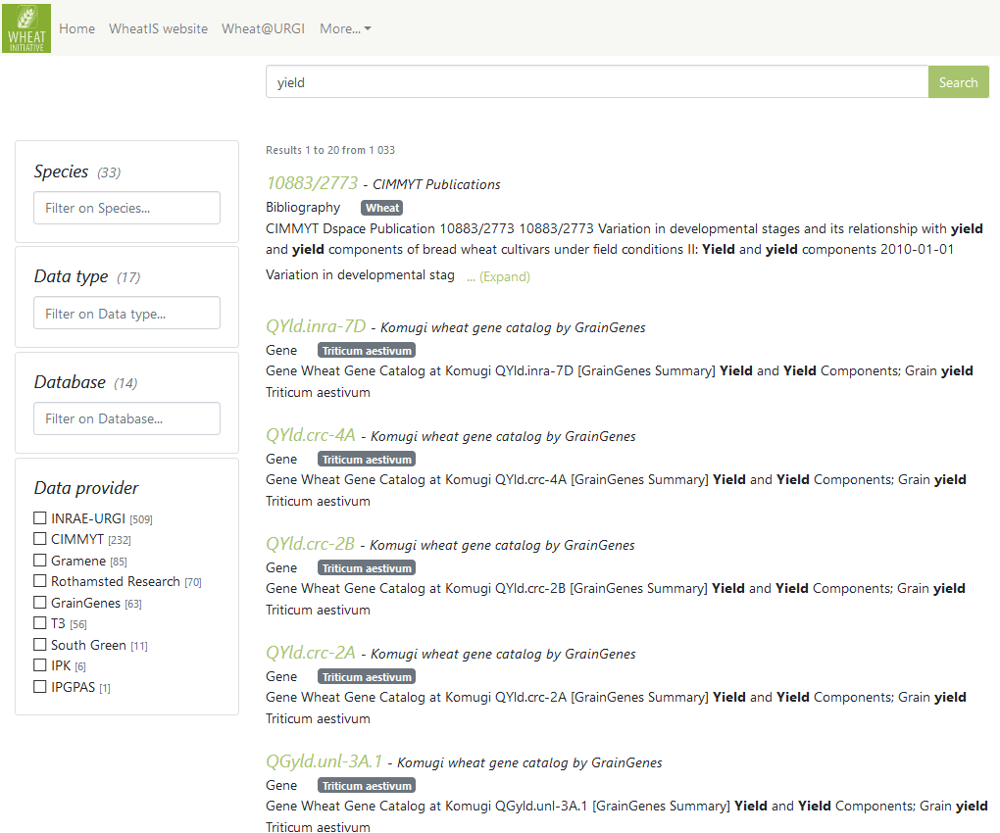 WHEAT
INITIATIVE
Home WheatIS website Wheat@URGI More...
yield Search
Results 1 to 20 from 1 033
Species (33)
Filter on Species...
Data type (17)
Filter on Data type...
Database (14)
Filter on Database...
Data provider
INRAE-URGI [509]
CIMMYT [232]
Gramene [85]
Rothamsted Research [70]
GrainGenes [63]
T3 [56]
South Green [11]
IPK [6]
IPGPAS [1]
10883/2773 - CIMMYT Publications
Bibliography Wheat
CIMMYT Dspace Publication 10883/2773 10883/2773 Variation in developmental stages and its relationship with yield
and yield components of bread wheat cultivars under field conditions II: Yield and yield components 2010-01-01
Variation in developmental stag ... (Expand)
QYld.inra-7D - Komugi wheat gene catalog by GrainGenes
Gene Triticum aestivum
Gene Wheat Gene Catalog at Komugi QYld.inra-7D [GrainGenes Summary] Yield and Yield Components; Grain yield
Triticum aestivum
QYld.crc-4A - Komugi wheat gene catalog by GrainGenes
Gene Triticum aestivum
Gene Wheat Gene Catalog at Komugi QYld.crc-4A [GrainGenes Summary] Yield and Yield Components; Grain yield
Triticum aestivum
QYld.crc-2B - Komugi wheat gene catalog by GrainGenes
Gene Triticum aestivum
Gene Wheat Gene Catalog at Komugi QYld.crc-2B [GrainGenes Summary] Yield and Yield Components; Grain yield
Triticum aestivum
QYld.crc-2A - Komugi wheat gene catalog by GrainGenes
Gene Triticum aestivum
Gene Wheat Gene Catalog at Komugi QYld.crc-2A [GrainGenes Summary] Yield and Yield Components; Grain yield
Triticum aestivum
QGyld.unl-3A.1 - Komugi wheat gene catalog by GrainGenes
Gene Triticum aestivum
Gene Wheat Gene Catalog at Komugi QGyld.unl-3A.1 [GrainGenes Summary] Yield and Yield Components; Grain yield
Triticum aestivum